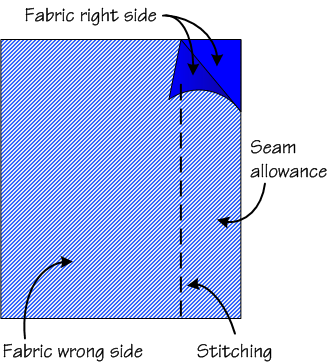 Fabric right side
Seam
allowance
Fabric wrong side
Stitching